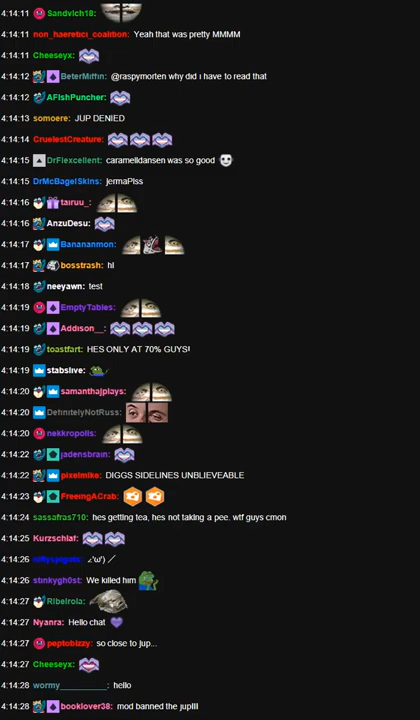 4:14:11 Sandvich18:
4:14:11 non_haeretici_coalition: Yeah that was pretty MMMM
4:14:11 Cheeseyx:
4:14:12 BeterMiffin: @raspymorten why did i have to read that
4:14:12 AFishPuncher:
4:14:13 somoere: JUP DENIED
4:14:14 CruelestCreature:
4:14:15 DrFlexcellent: caramelldansen was so good
4:14:15 DrMcBagelSkins: jermaPiss
4:14:16 tairuu_:
4:14:16 AnzuDesu:
4:14:17 Banananmon:
4:14:17 bosstrash: hi
4:14:18 neeyawn: test
4:14:19 EmptyTables:
4:14:19 Addison__:
4:14:19 toastfart: HES ONLY AT 70% GUYS!
4:14:19 stabslive:
4:14:20 samanthajplays:
4:14:20 DefinitelyNotRuss:
4:14:20 nekkropolis:
4:14:22 jadensbrain:
4:14:22 pixelmike: DIGGS SIDELINES UNBLIEVEABLE
4:14:23 FreeingACrab:
4:14:24 sassafras710: hes getting tea, hes not taking a pee. wtf guys cmon
4:14:25 Kurzschlaf:
4:14:26
4:14:26 stinkygh0st: We killed him
4:14:27 Ribeirola:
4:14:27 Nyanra: Hello chat
4:14:27 peptobizzy: so close to jup...
4:14:27 Cheeseyx:
4:14:28 wormy__________: hello
4:14:28 booklover38: mod banned the jup!!!